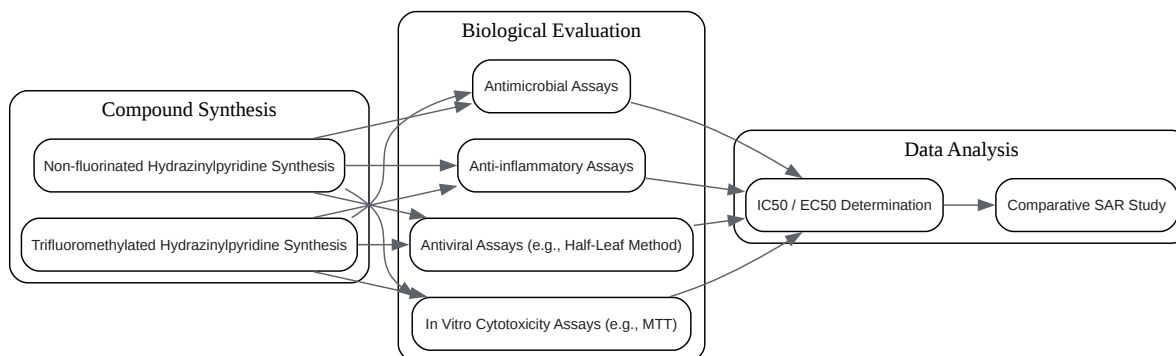 Compound Synthesis
Non-fluorinated Hydrazinylpyridine Synthesis
Trifluoromethylated Hydrazinylpyridine Synthesis
Biological Evaluation
Antimicrobial Assays
Anti-inflammatory Assays
Antiviral Assays (e.g., Half-Leaf Method)
In Vitro Cytotoxicity Assays (e.g., MTT)
Data Analysis
IC50 / EC50 Determination
Comparative SAR Study